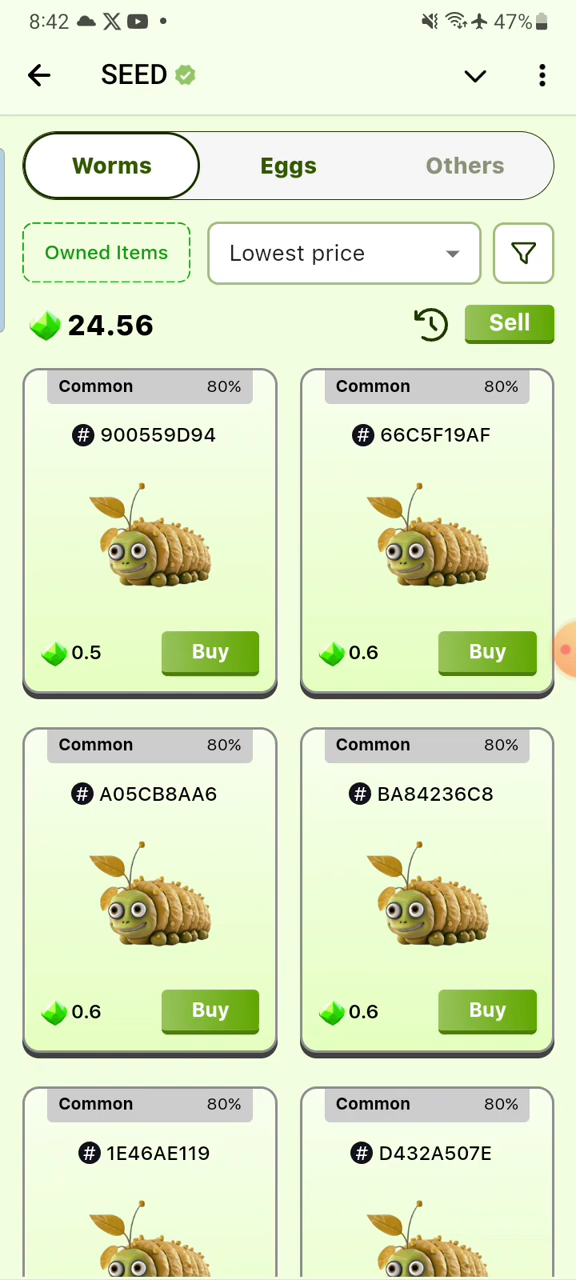 8:42 47%
SEED
Worms Eggs Others
Owned Items Lowest price
24.56 Sell
Common 80% Common 80%
# 900559D94 # 66C5F19AF
0.5 Buy 0.6 Buy
Common 80% Common 80%
# A05CB8AA6 # BA84236C8
0.6 Buy 0.6 Buy
Common 80% Common 80%
# 1E46AE119 # D432A507E